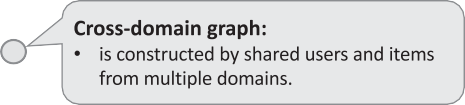 Cross-domain graph:
• is constructed by shared users and items
from multiple domains.